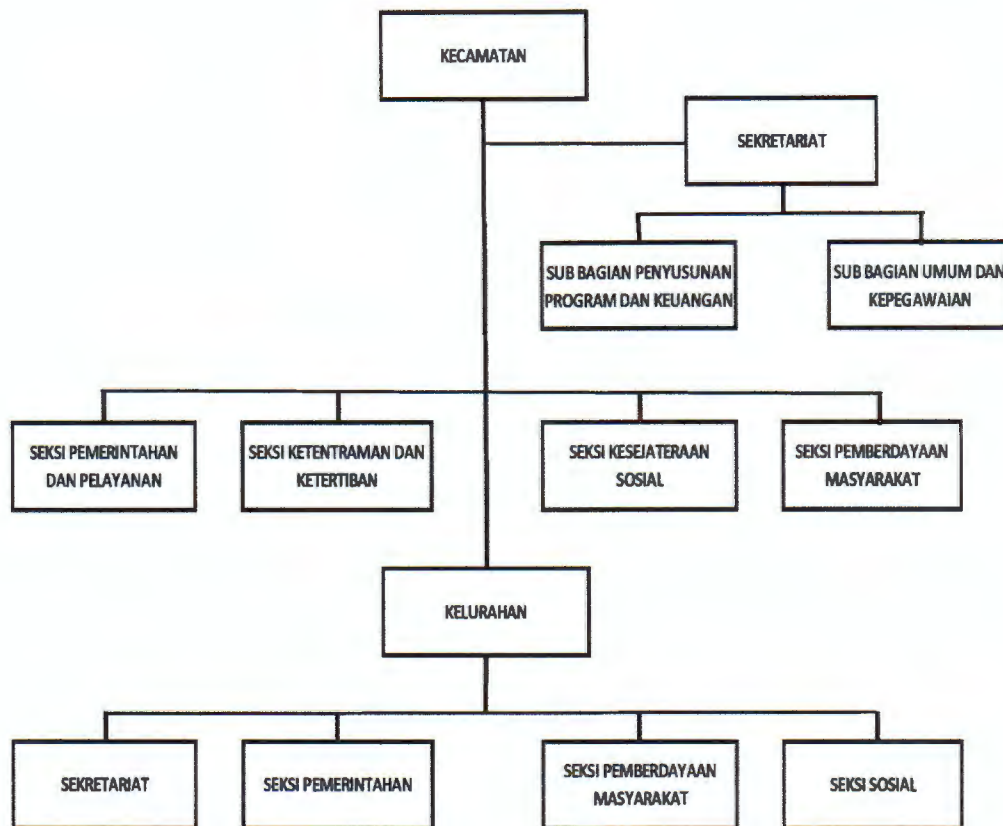 KECAMATAN
SEKRETARIAT
SUB BAGIAN PENYUSUNAN
PROGRAM DAN KEUANGAN
SUB BAGIAN UMUM DAN
KEPEGAWAIAN
SEKSI PEMERINTAHAN
DAN PELAYANAN
SEKSI KETENTRAMAN DAN
KETERTIBAN
SEKSI KESEJATERAAN
SOSIAL
SEKSI PEMBERDAYAAN
MASYARAKAT
KELURAHAN
SEKRETARIAT
SEKSI PEMERINTAHAN
SEKSI PEMBERDAYAAN
MASYARAKAT
SEKSI SOSIAL